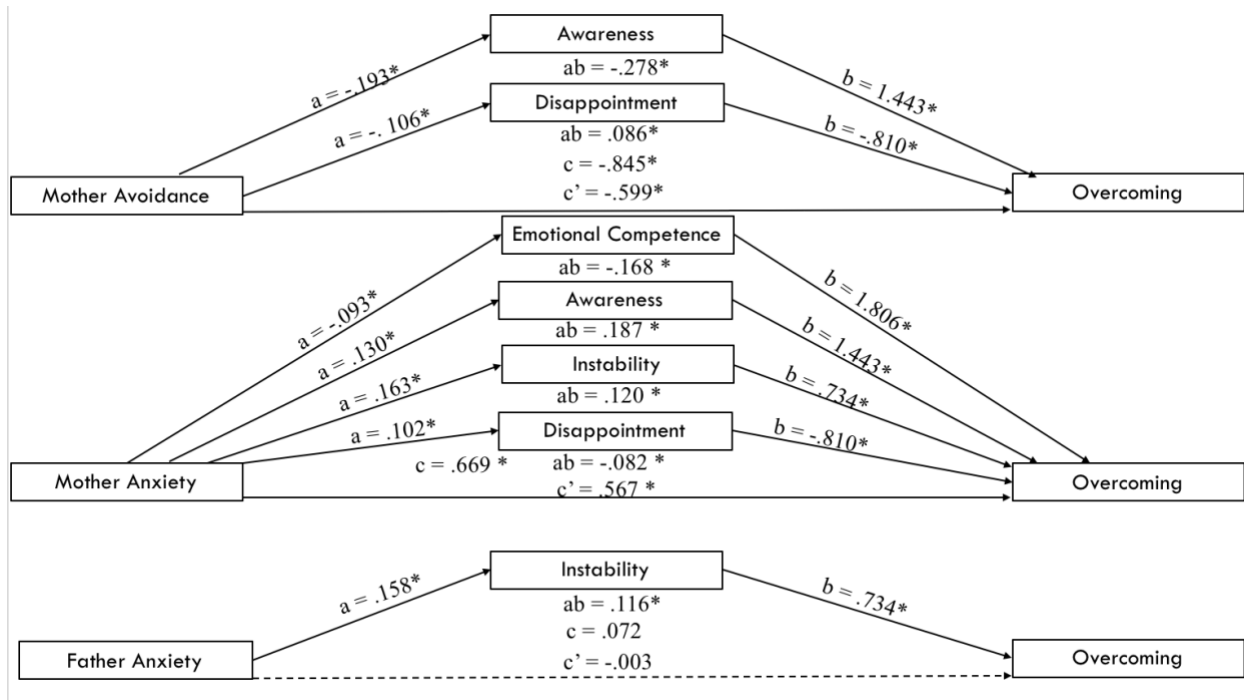 Awareness
ab = -.278*
a = -.193*
b = 1.443*
Disappointment
a = -. 106*
ab = .086*
b = -.810*
c = -.845*
c’ = -.599*
Mother Avoidance
Overcoming
Emotional Competence
ab = -.168 *
a = -.093*
b = 1.806*
Awareness
ab = .187 *
a = .130*
b = 1.443*
Instability
ab = .120 *
a = .163*
b = .734*
Disappointment
a = .102*
b = -.810*
c = .669 *
ab = -.082 *
c’ = .567 *
Mother Anxiety
Overcoming
Instability
a = .158*
ab = .116*
b = .734*
c = .072
c’ = -.003
Father Anxiety
Overcoming